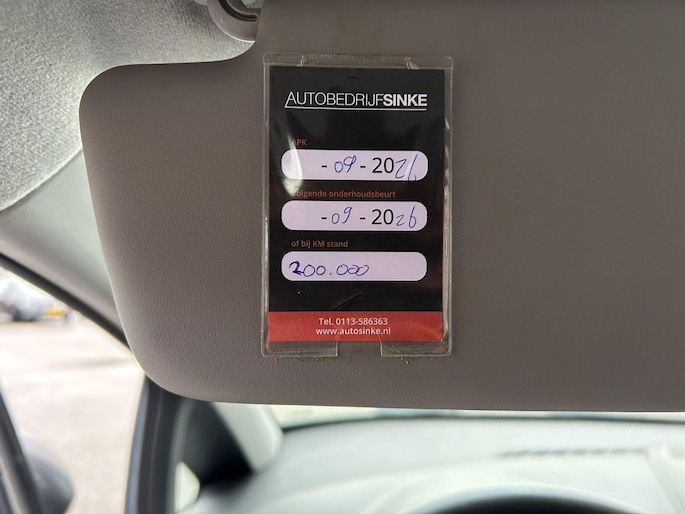 AUTOBEDRIJFSINKE
APK
- 09 - 2026
Volgende onderhoudsbeurt
- 09 - 2026
of bij KM stand
200.000
Tel. 0113-586363
www.autosinke.nl